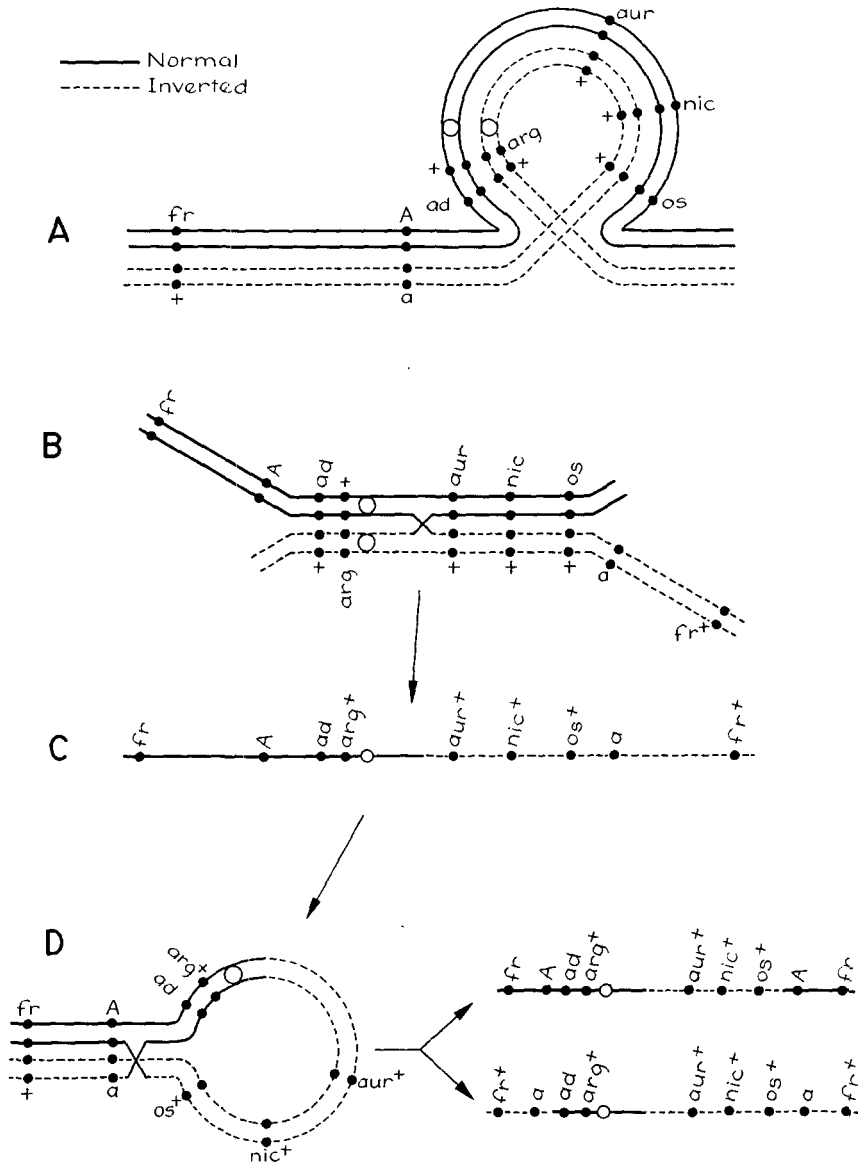 Normal
Inverted
aur
+
nic
+
arg
+
+
+
ad
os
A
fr
A
+
a
B
fr
A
ad
+
aur
nic
os
+
arg
+
+
+
a
fr+
C
fr
A
ad
arg+
aur+
nic+
os+
a
fr+
D
arg+
ad
fr
A
+
a
os+
aur+
nic+
fr
A
ad
arg+
aur+
nic+
os+
A
fr
fr+
a
ad
arg+
aur+
nic+
os+
a
fr+